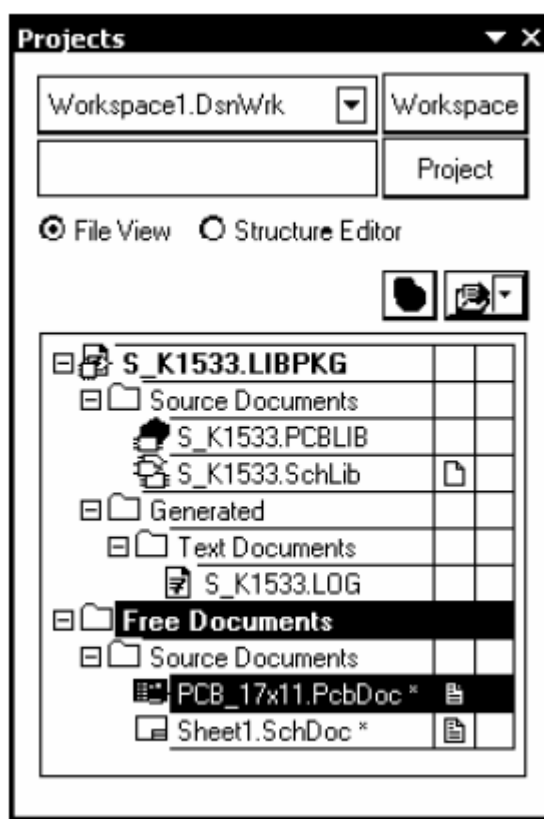 Projects
Workspace1.DsnWrk Workspace
Project
File View Structure Editor
S_K1533.LIBPKG
Source Documents
S_K1533.PCBLIB
S_K1533.SchLib
Generated
Text Documents
S_K1533.LOG
Free Documents
Source Documents
PCB_17x11.PcbDoc *
Sheet1.SchDoc *